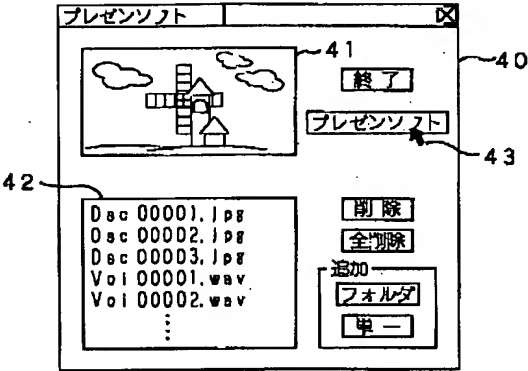 プレゼンソフト
41
終了
40
プレゼンソフト
43
42
Dsc00001.jpg
Dsc00002.jpg
Dsc00003.jpg
Voi00001.wav
Voi00002.wav
削除
全削除
追加
フォルダ
単一